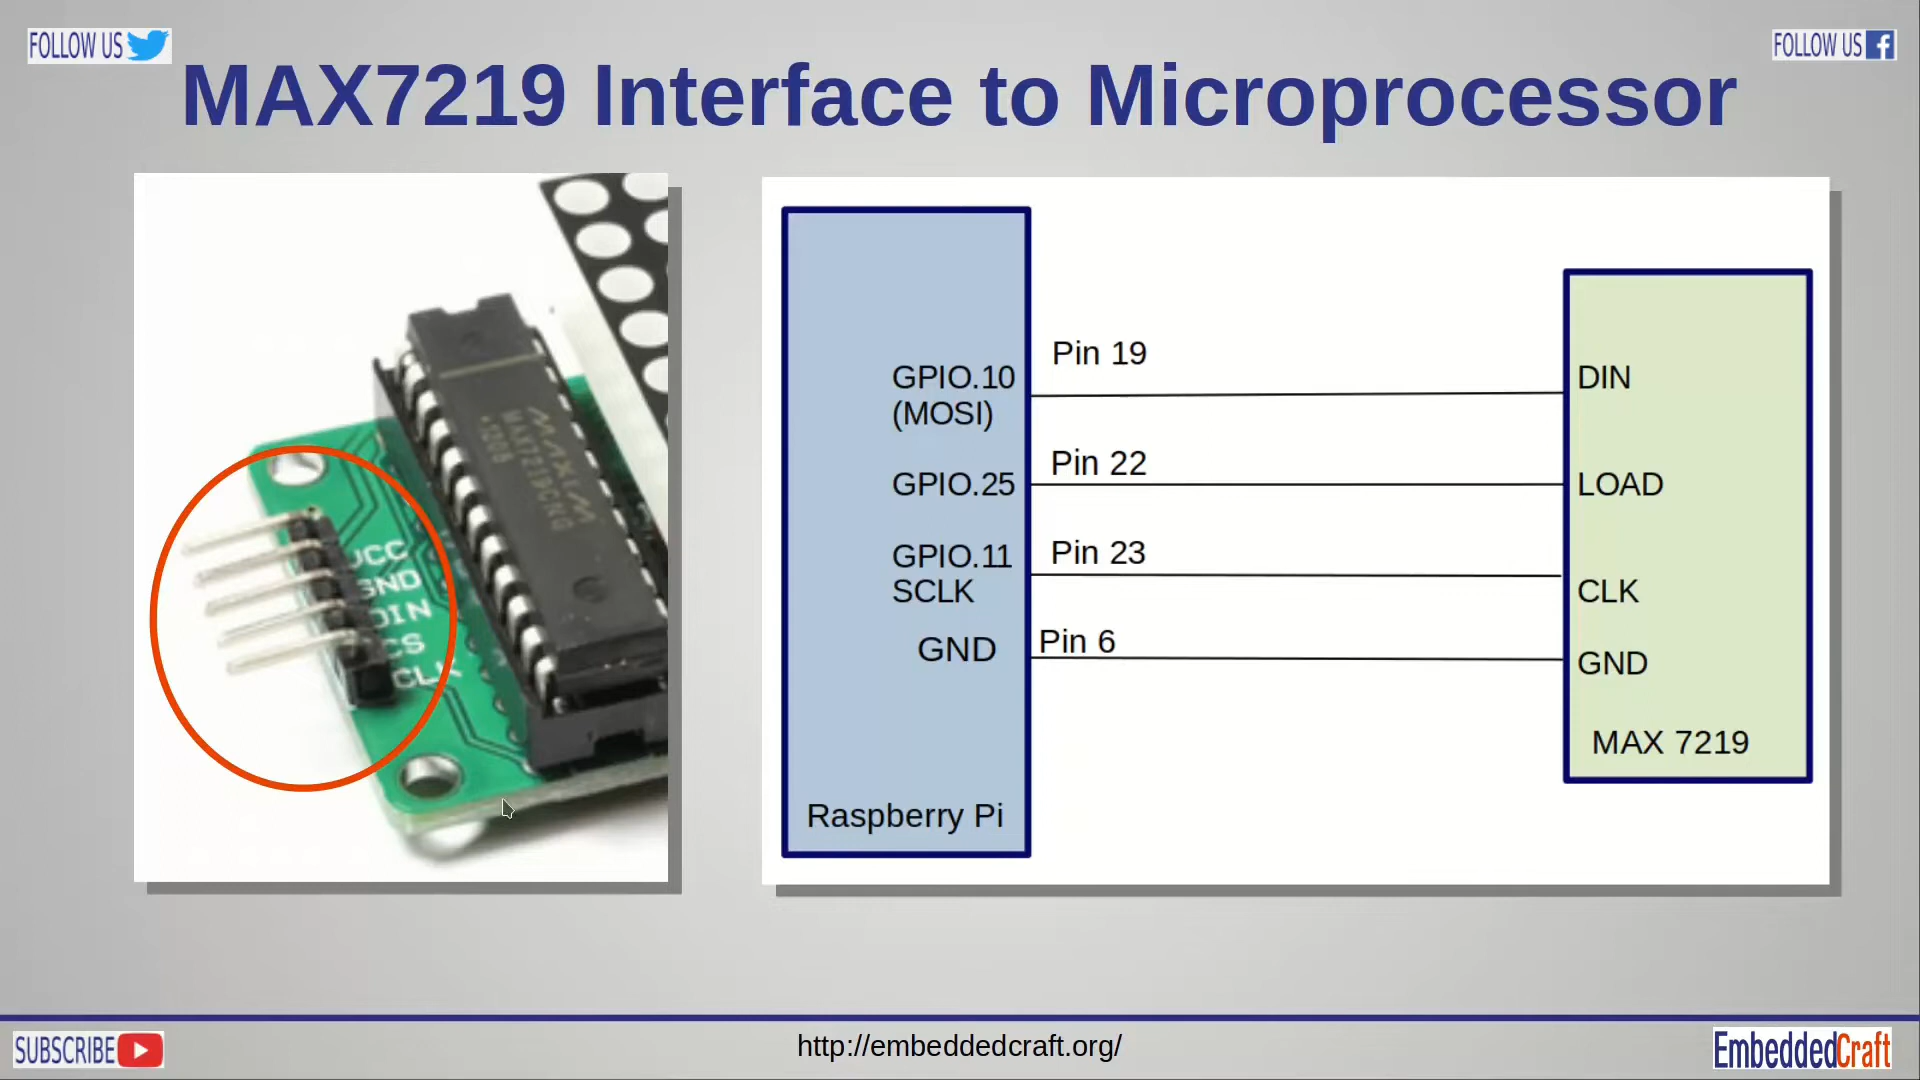 FOLLOW US
FOLLOW US
MAX7219 Interface to Microprocessor
MAXIM
MAX7219CNG
VCC
GND
DIN
CS
CLK
GPIO.10
(MOSI)
GPIO.25
GPIO.11
SCLK
GND
Raspberry Pi
Pin 19
Pin 22
Pin 23
Pin 6
DIN
LOAD
CLK
GND
MAX 7219
SUBSCRIBE
http://embeddedcraft.org/
EmbeddedCraft